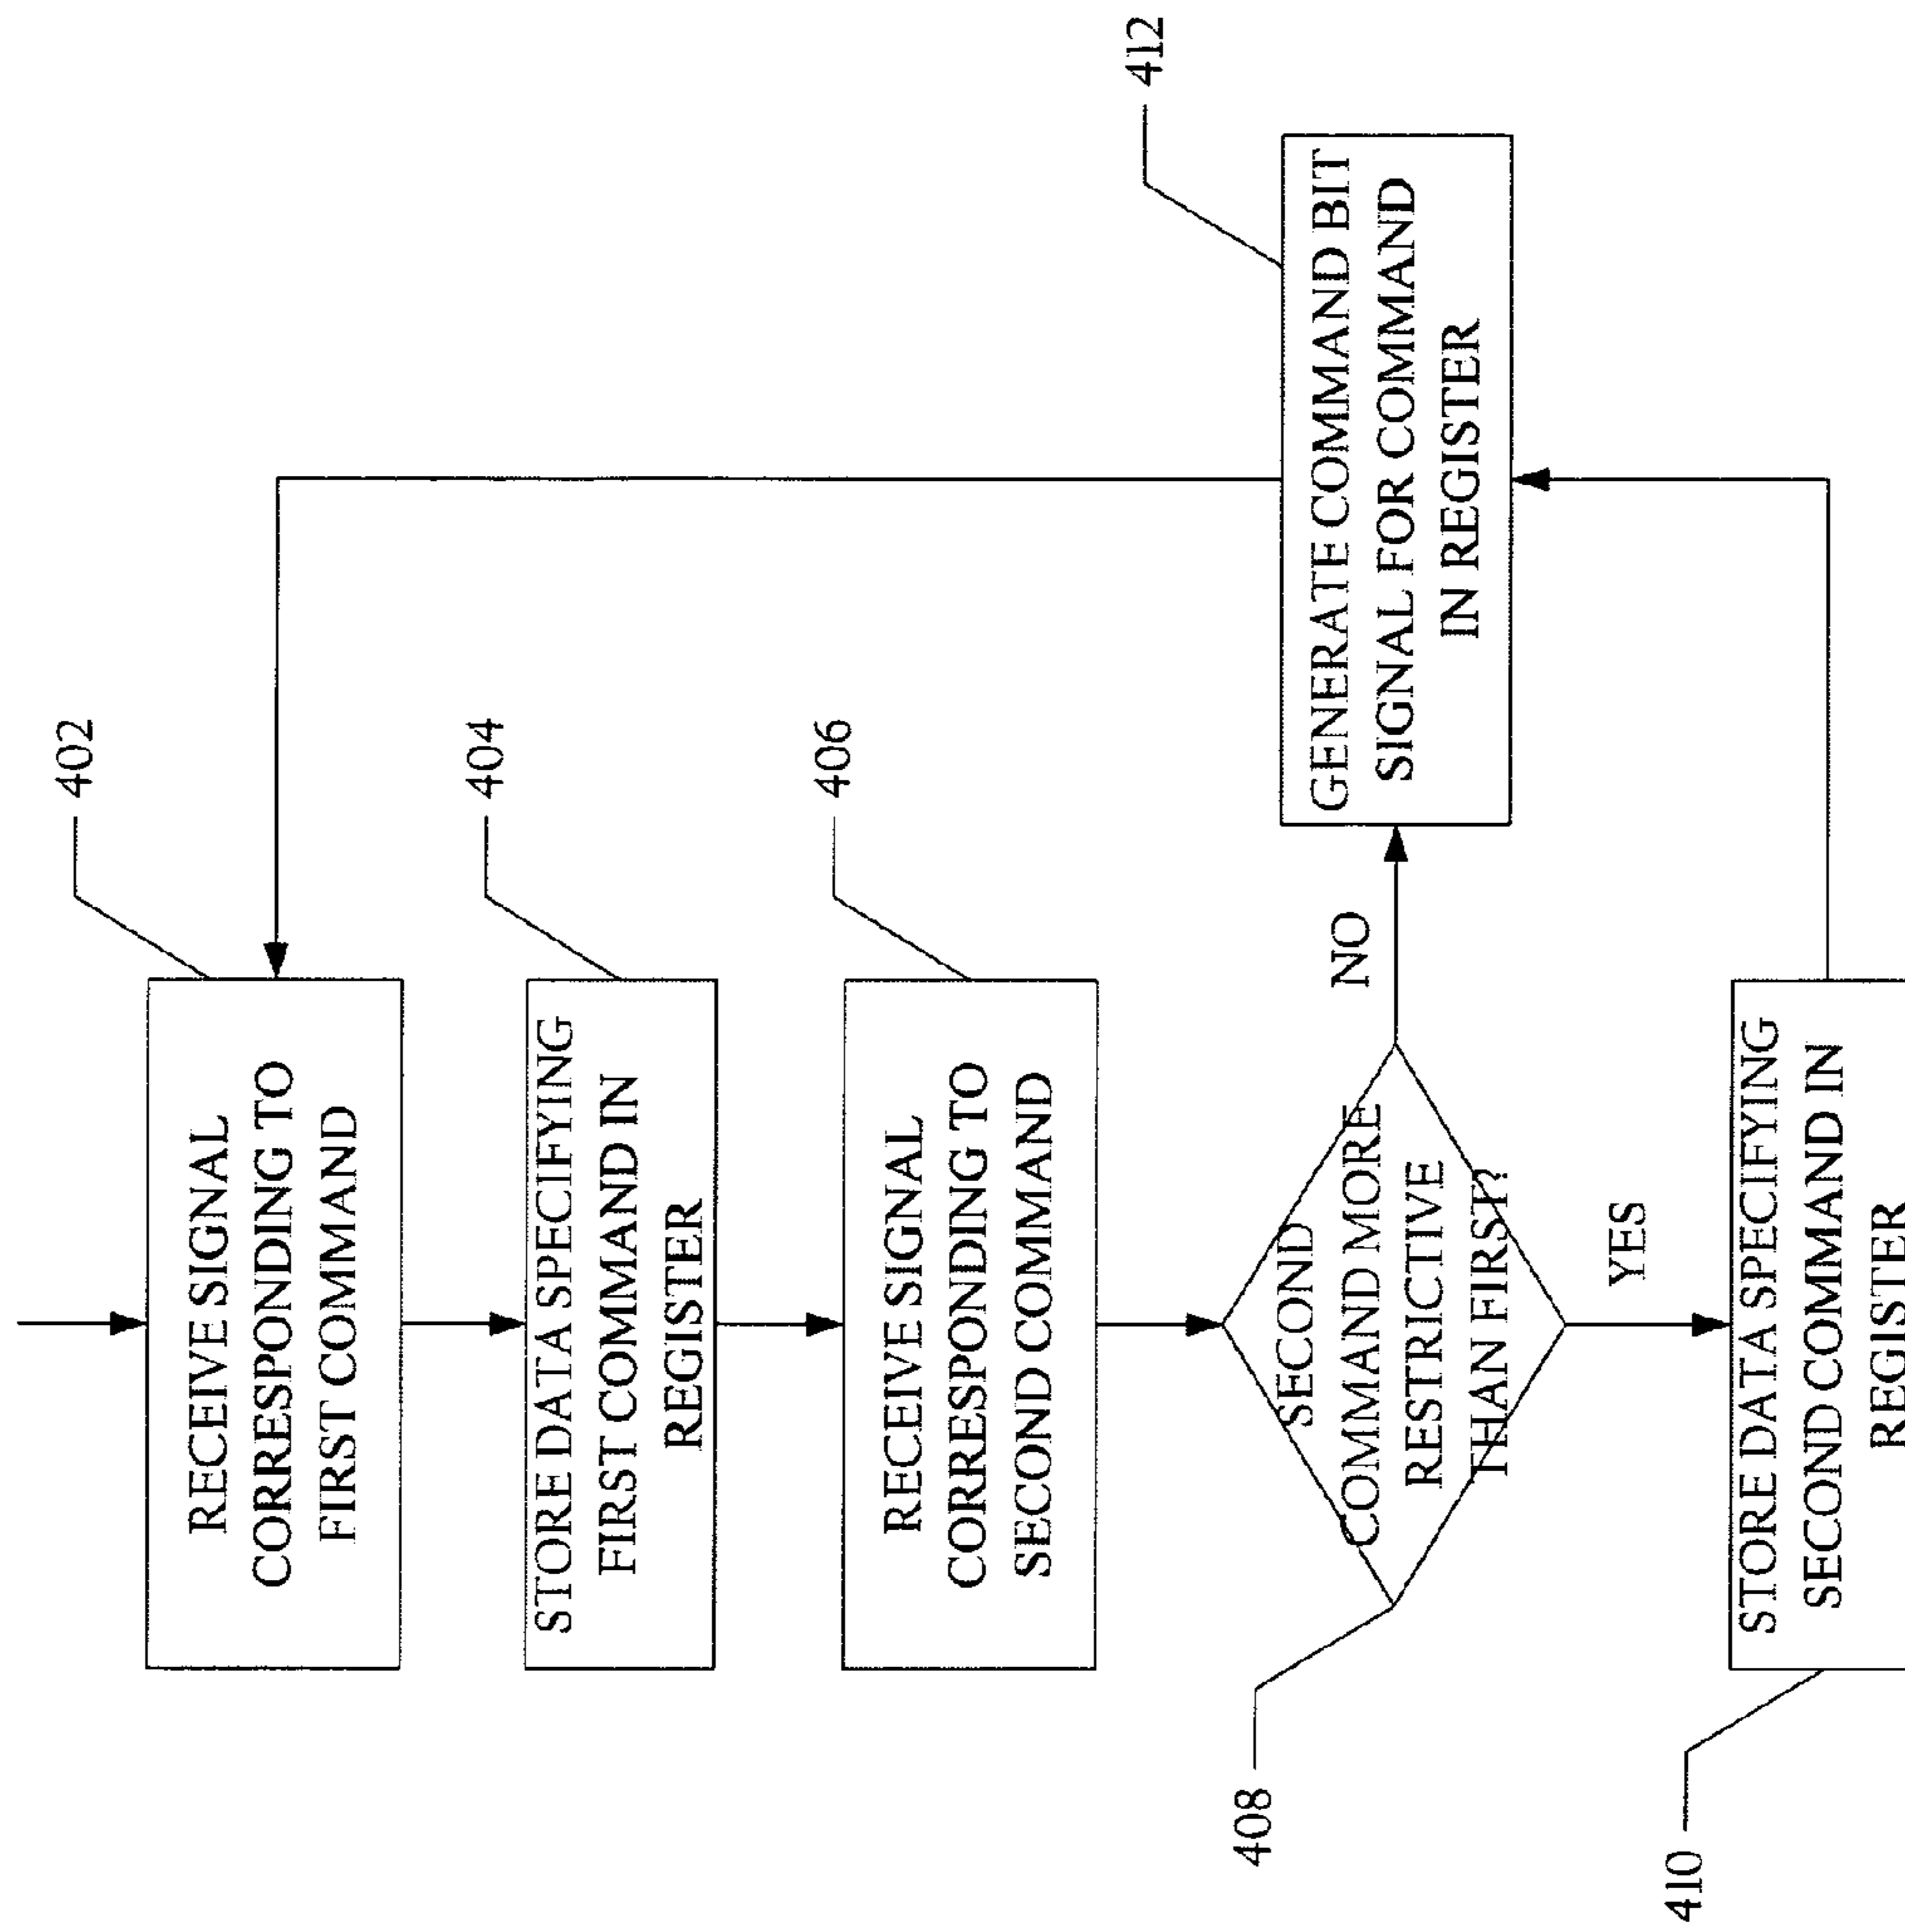 402
RECEIVE SIGNAL
CORRESPONDING TO
FIRST COMMAND
404
STORE DATA SPECIFYING
FIRST COMMAND IN
REGISTER
406
RECEIVE SIGNAL
CORRESPONDING TO
SECOND COMMAND
408
SECOND
COMMAND MORE
RESTRICTIVE
THAN FIRST?
NO
YES
412
GENERATE COMMAND BIT
SIGNAL FOR COMMAND
IN REGISTER
410
STORE DATA SPECIFYING
SECOND COMMAND IN
REGISTER